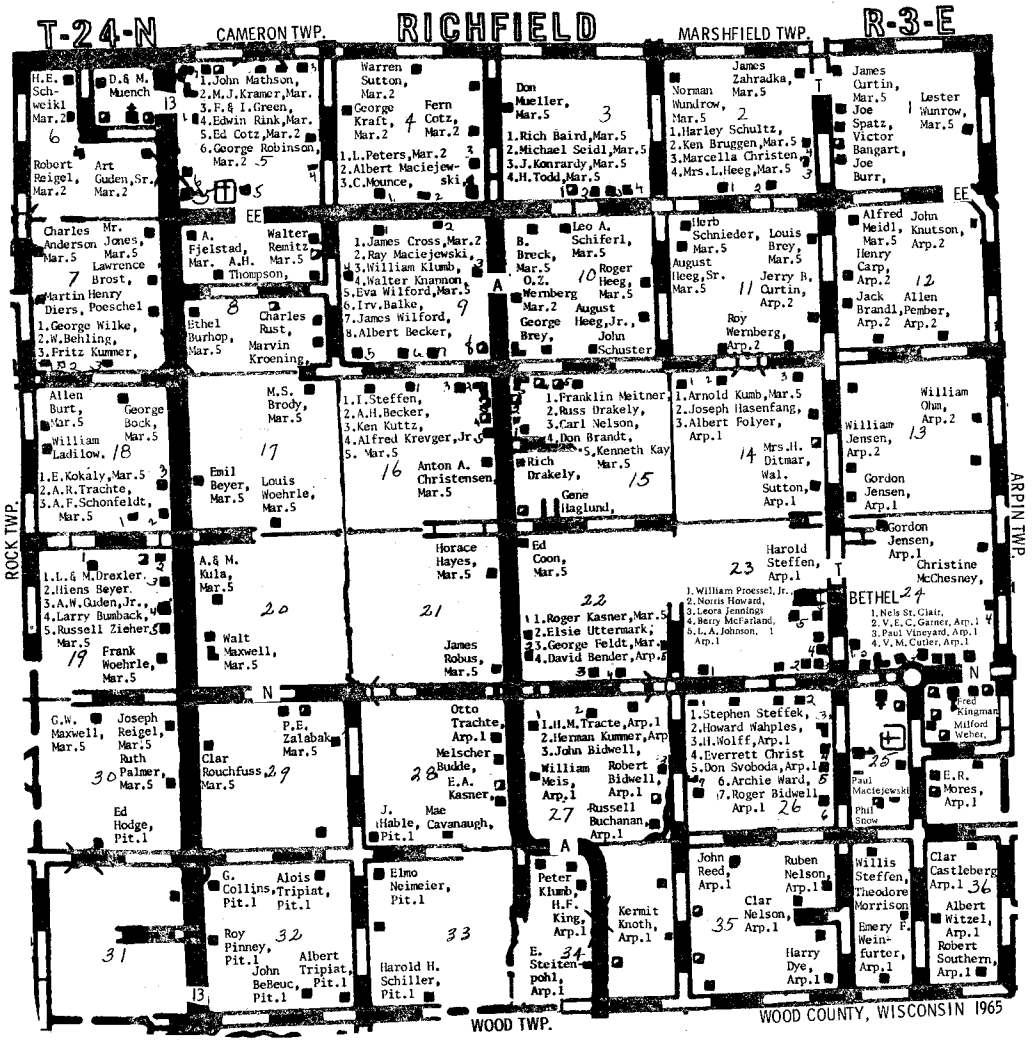 T-24-N
CAMERON TWP.
RICHFIELD
MARSHFIELD TWP.
R-3-E
H.E.
Sch-
weikl
Mar.2
6
D.& M.
Muench
13
Robert
Reigel,
Mar.2
Art
Guden,Sr.
Mar.2
1.John Mathson,
2.M.J.Kramer,Mar.
3.F.& I.Green,
4.Edwin Rink,Mar.
5.Ed Cotz,Mar.2
6.George Robinson,
Mar.2
5
Warren
Sutton,
Mar.2
George
Kraft,
Mar.2
4
Fern
Cotz,
Mar.2
1.L.Peters,Mar.2
2.Albert Maciejew-
3.C.Mounce, ski,
Don
Mueller,
Mar.5
3
1.Rich Baird,Mar.5
2.Michael Seidl,Mar.5
3.J.Konrardy,Mar.5
4.H.Todd,Mar.5
James
Zahradka,
Mar.5
Norman
Wundrow,
Mar.5
2
1.Harley Schultz,
2.Ken Bruggen,Mar.5
3.Marcella Christen
4.Mrs.L.Heeg,Mar.5
T
James
Curtin,
Mar.5
Joe
Spatz,
Victor
Bangart,
Joe
Burr,
1
Lester
Wunrow,
Mar.5
EE
EE
Charles
Anderson
Mar.5
Mr.
Jones,
Mar.5
7
Lawrence
Brost,
Martin
Diers,
Henry
Poeschel
1.George Wilke,
2.W.Behling,
3.Fritz Kummer,
A.
Fjelstad,
Mar.
Walter
Remitz,
Mar.5
A.H.
Thompson,
8
Ethel
Burhop,
Mar.5
Charles
Rust,
Marvin
Kroening,
1.James Cross,Mar.2
2.Ray Maciejewski,
3.William Klumb,
4.Walter Knannon
5.Eva Wilford,Mar.5
6.Irv.Balke,
7.James Wilford,
8.Albert Becker,
9
A
B.
Breck,
Mar.5
O.Z.
Wernberg
Mar.2
George
Brey,
Leo A.
Schiferl,
Mar.5
10
Roger
Heeg,
Mar.5
August
Heeg,Jr.,
John
Schuster
Herb
Schnieder,
Mar.5
August
Heeg,Sr.
Mar.5
Louis
Brey,
Mar.5
11
Jerry B.
Curtin,
Arp.2
Roy
Wernberg,
Arp.2
Alfred
Meidl,
Mar.5
Henry
Carp,
Arp.2
Jack
Brandl,
Arp.2
John
Knutson,
Arp.2
12
Allen
Pember,
Arp.2
Allen
Burt,
Mar.5
George
Bock,
Mar.5
William
Ladilow.
18
1.E.Kokaly,Mar.5
2.A.R.Trachte,
3.A.F.Schonfeldt,
Mar.5
M.S.
Brody,
Mar.5
17
Emil
Beyer,
Mar.5
Louis
Woehrle,
Mar.5
1.I.Steffen,
2.A.H.Becker,
3.Ken Kuttz,
4.Alfred Krevger,Jr.
5. Mar.5
16
Anton A.
Christensen,
Mar.5
1.Franklin Meitner
2.Russ Drakely,
3.Carl Nelson,
4.Don Brandt,
5.Kenneth Kay
Mar.5
Rich
Drakely,
15
Gene
Haglund,
1.Arnold Kumb,Mar.5
2.Joseph Hasenfang,
3.Albert Folyer,
Arp.1
14
Mrs.H.
Ditmar,
Wal.
Sutton,
Arp.1
William
Ohm,
Arp.2
William
Jensen,
Arp.2
13
Gordon
Jensen,
Arp.1
ROCK TWP.
ARPIN TWP.
1.L.& M.Drexler.
2.Hiens Beyer.
3.A.W.Guden,Jr.,
4.Larry Bumback,
5.Russell Zieher,
Mar.5
19
Frank
Woehrle,
Mar.5
A.& M.
Kula,
Mar.5
20
Walt
Maxwell,
Mar.5
Horace
Hayes,
Mar.5
21
James
Robus,
Mar.5
Ed
Coon,
Mar.5
22
1.Roger Kasner,Mar.5
2.Elsie Uttermark,
3.George Feldt,Mar.
4.David Bender,Arp.
Harold
Steffen,
Arp.1
23
1.William Proessel,Jr.,
2.Norris Howard,
3.Leora Jennings
4.Berry McFarland,
5.L.A.Johnson, 1
Arp.1
T
Gordon
Jensen,
Arp.1
Christine
McChesney,
BETHEL 24
1.Nels St.Clair,
2.V.E.C.Garner,Arp.1
3.Paul Vineyard,Arp.1
4.V.M.Cutler,Arp.1
N
N
G.W.
Maxwell,
Mar.5
Joseph
Reigel,
Mar.5
Ruth
Palmer,
Mar.5
30
Ed
Hodge,
Pit.1
P.E.
Zalabak
Mar.5
Clar
Rouchfuss,
Mar.5
29
Otto
Trachte,
Arp.1
Melscher
Budde,
28
E.A.
Kasner,
J.
Hable,
Pit.1
Mae
Cavanaugh,
1.H.M.Tracte,Arp.1
2.Herman Kummer,Arp
3.John Bidwell,
William
Meis,
Arp.1
Robert
Bidwell,
Arp.1
27
Russell
Buchanan,
Arp.1
1.Stephen Steffek,
2.Howard Wahples,
3.H.Wolff,Arp.1
4.Everrett Christ
5.Don Svoboda,Arp.1
6.Archie Ward,
7.Roger Bidwell
Arp.1
26
25
Paul
Maciejewski
Phil
Snow
Fred
Kingman
Milford
Weber,
E.R.
Mores,
Arp.1
A
31
13
G.
Collins,
Pit.1
Alois
Tripiat,
Pit.1
Roy
Pinney,
Pit.1
32
John
BeBeuc,
Pit.1
Albert
Tripiat,
Pit.1
Elmo
Neimeier,
Pit.1
33
Harold H.
Schiller,
Pit.1
Peter
Klumb,
H.F.
King,
Arp.1
E.
Steiten-
pohl,
Arp.1
34
Kermit
Knoth,
Arp.1
John
Reed,
Arp.1
35
Ruben
Nelson,
Arp.1
Clar
Nelson,
Arp.1
Harry
Dye,
Arp.1
Willis
Steffen,
Theodore
Morrison
Emery F.
Wein-
furter,
Arp.1
Clar
Castleberg
Arp.1
36
Albert
Witzel,
Arp.1
Robert
Southern,
Arp.1
WOOD TWP.
WOOD COUNTY, WISCONSIN 1965